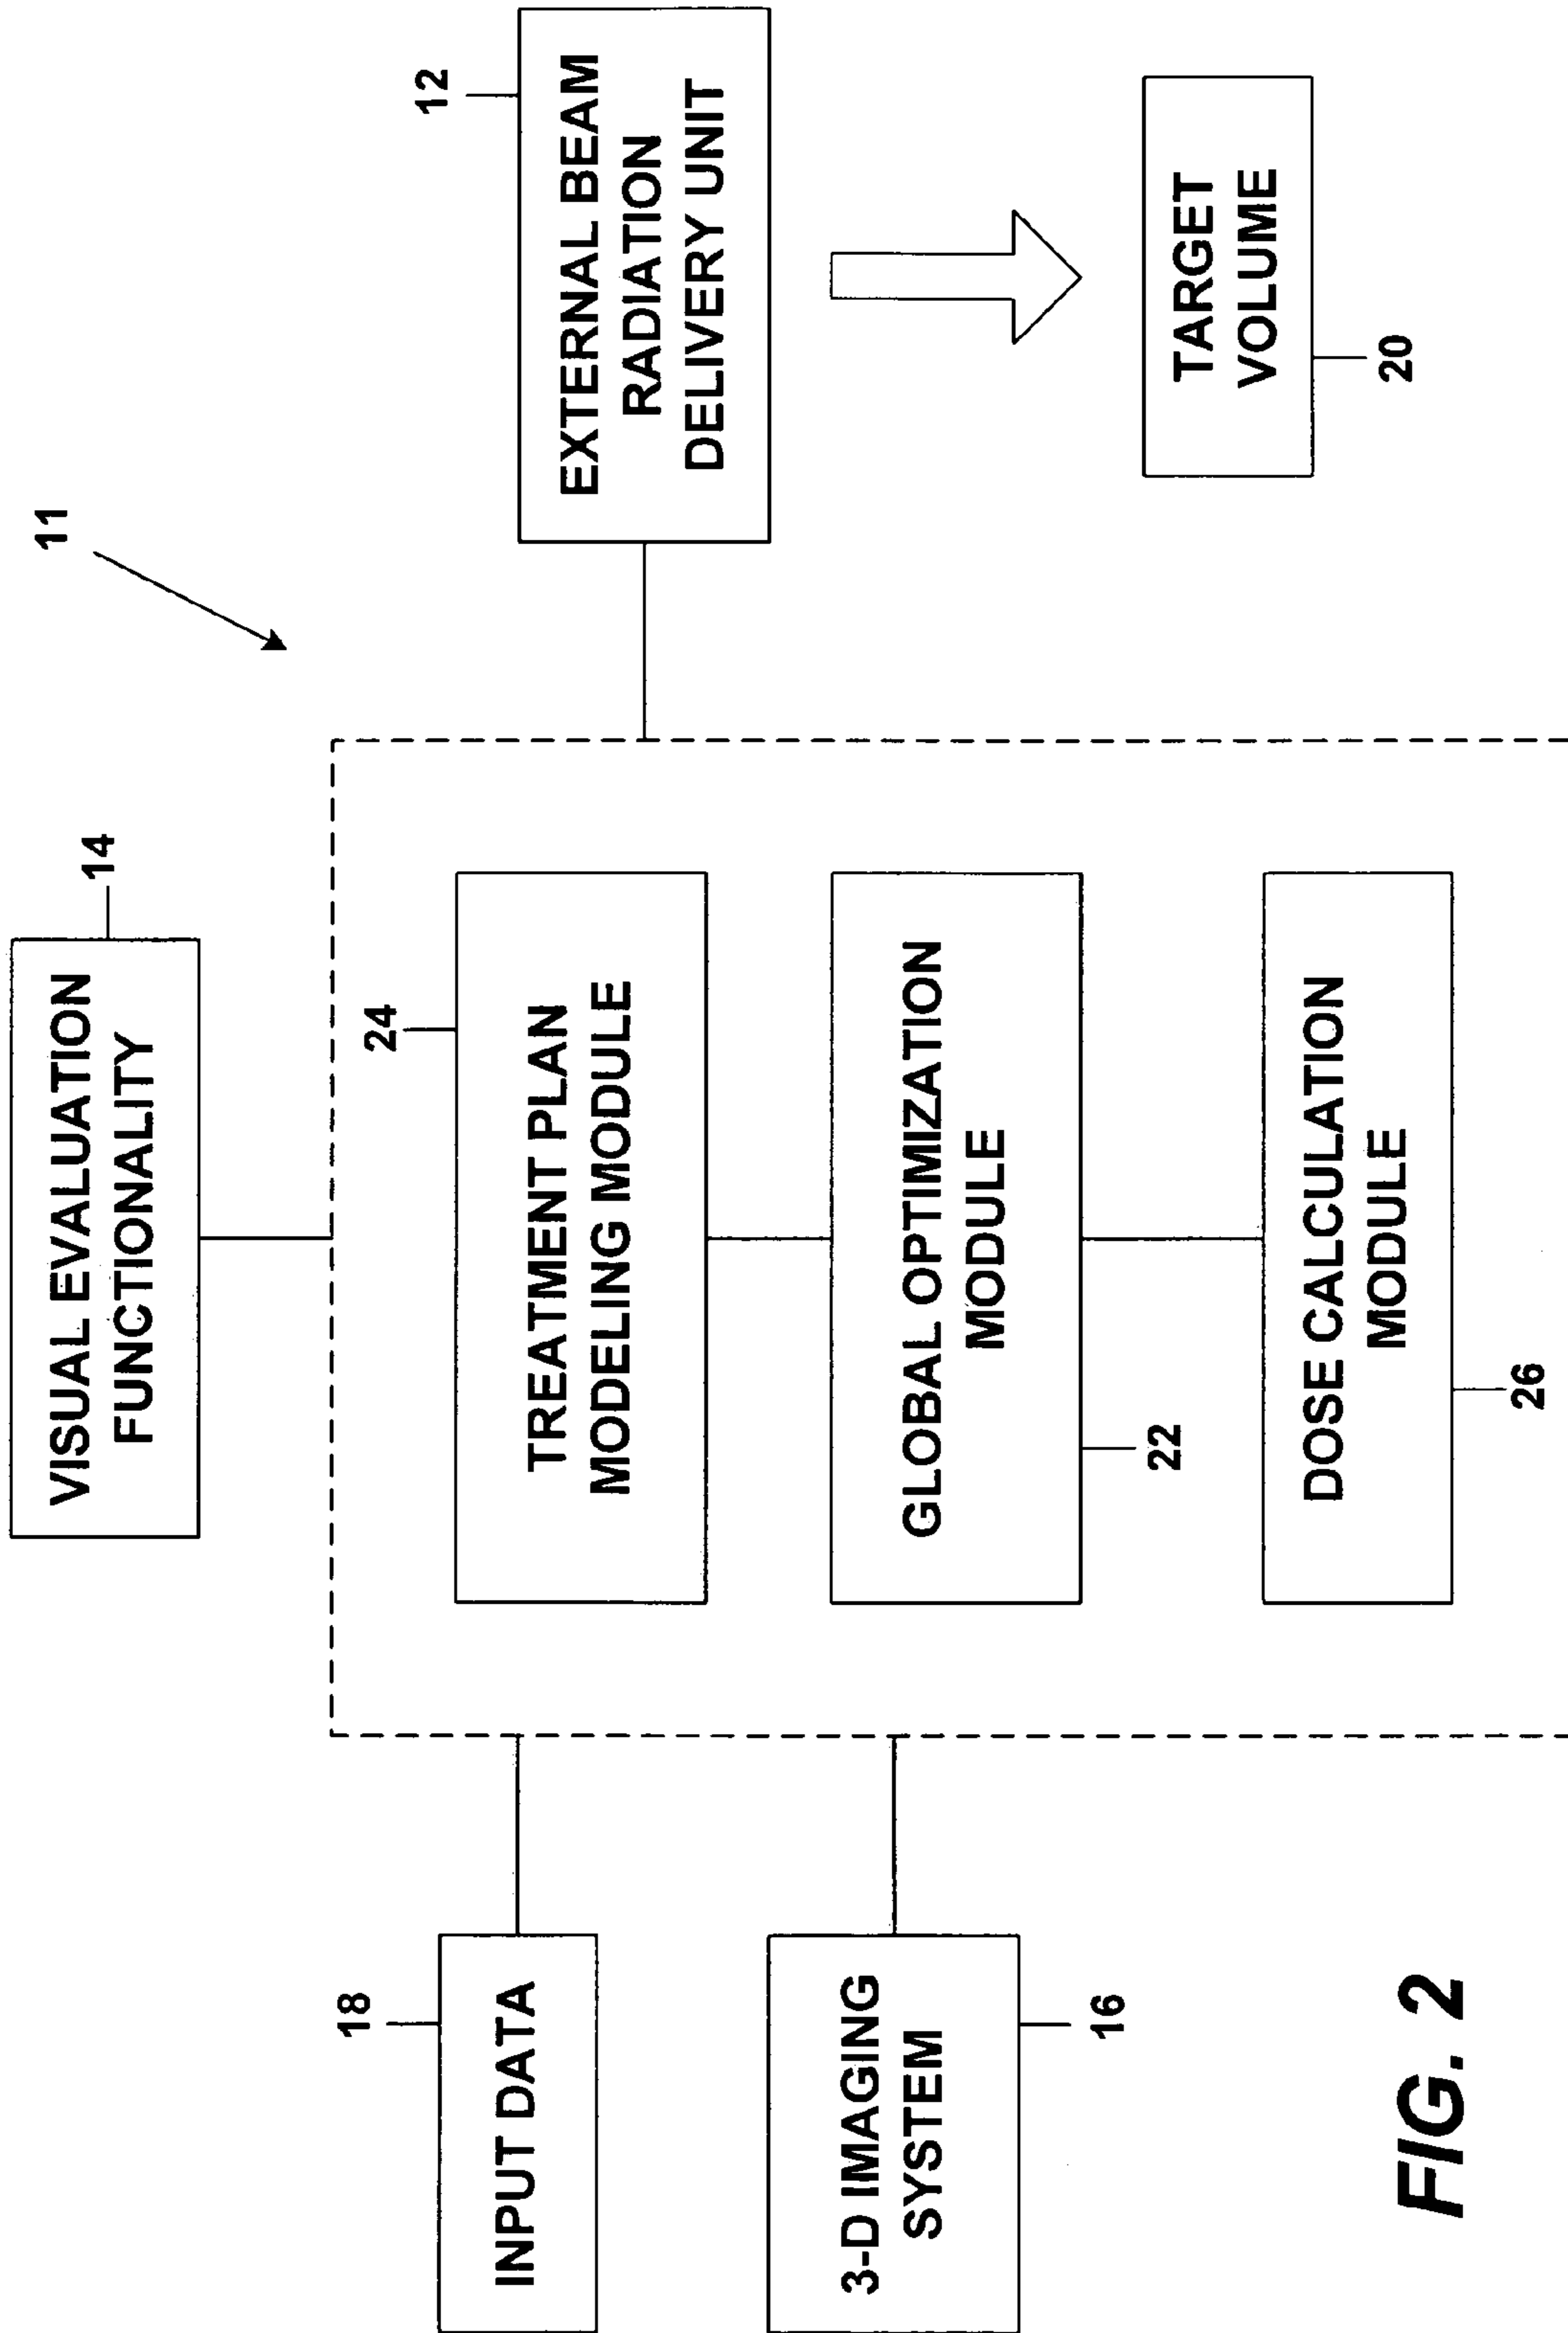 11
VISUAL EVALUATION
FUNCTIONALITY
14
18
INPUT DATA
24
TREATMENT PLAN
MODELING MODULE
12
EXTERNAL BEAM
RADIATION
DELIVERY UNIT
3-D IMAGING
SYSTEM
16
GLOBAL OPTIMIZATION
MODULE
22
DOSE CALCULATION
MODULE
26
TARGET
VOLUME
20
FIG. 2